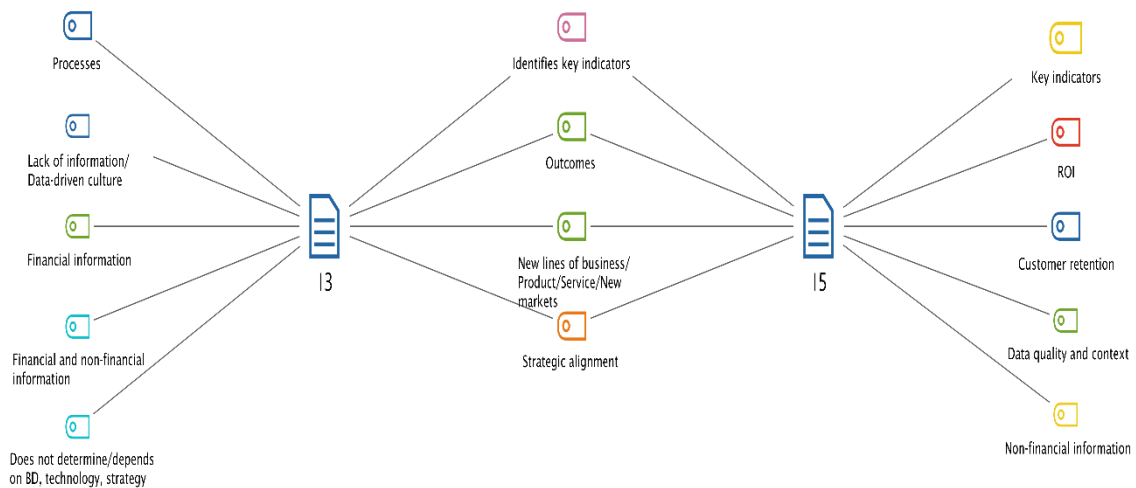 Processes
Lack of information/
Data-driven culture
Financial information
Financial and non-financial
information
Does not determine/depends
on BD, technology, strategy
I3
Identifies key indicators
Outcomes
New lines of business/
Product/Service/New
markets
Strategic alignment
I5
Key indicators
ROI
Customer retention
Data quality and context
Non-financial information